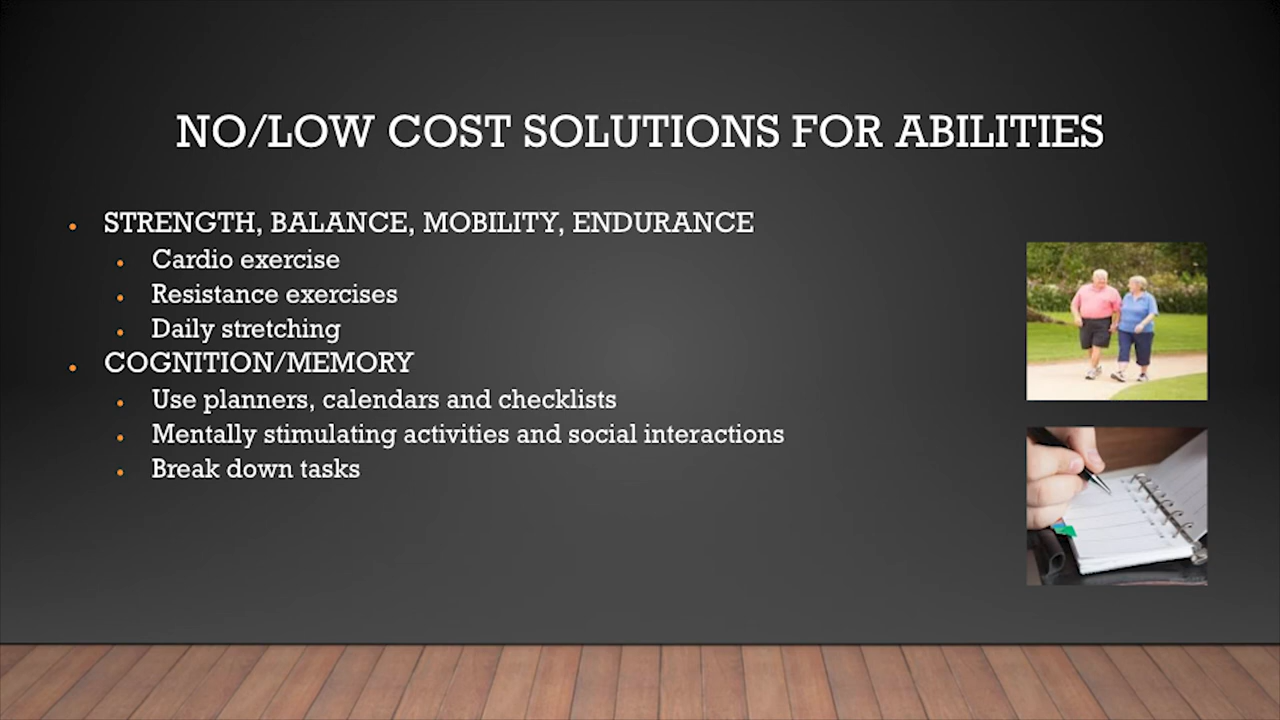 NO/LOW COST SOLUTIONS FOR ABILITIES
STRENGTH, BALANCE, MOBILITY, ENDURANCE
Cardio exercise
Resistance exercises
Daily stretching
COGNITION/MEMORY
Use planners, calendars and checklists
Mentally stimulating activities and social interactions
Break down tasks